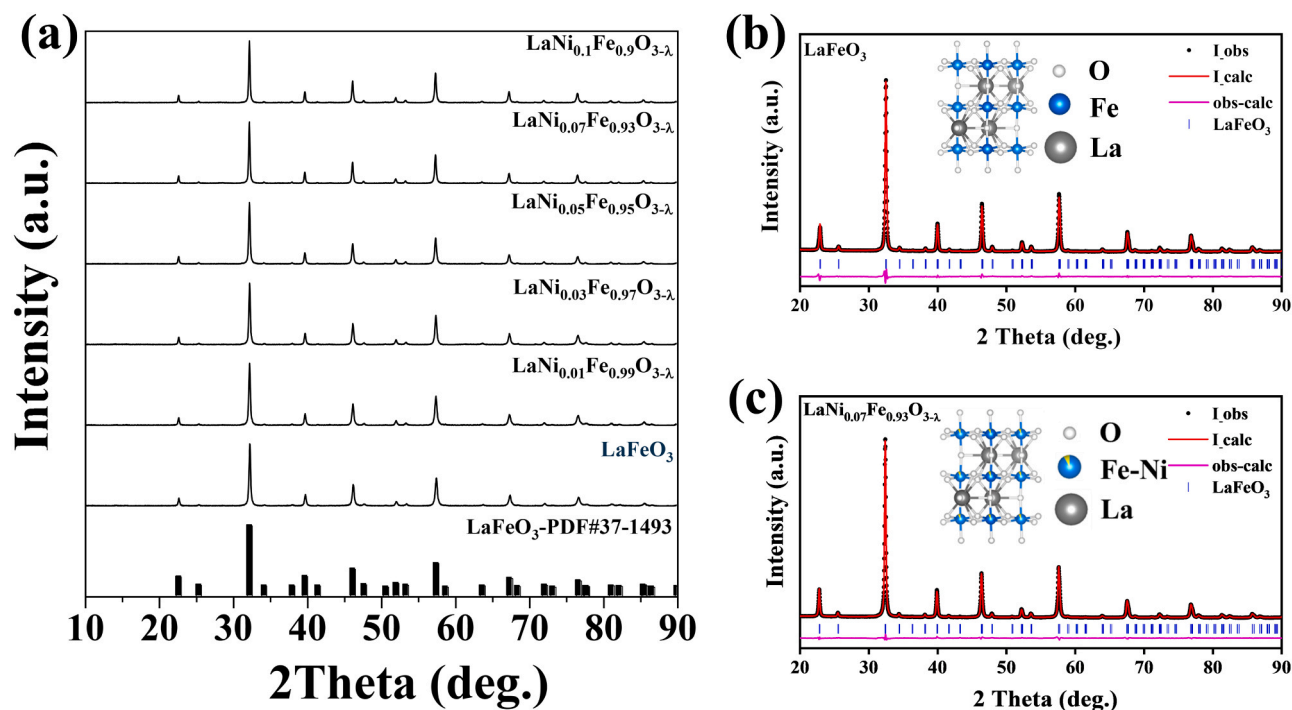 (a)
Intensity (a.u.)
LaNi0.1Fe0.9O3-λ
LaNi0.07Fe0.93O3-λ
LaNi0.05Fe0.95O3-λ
LaNi0.03Fe0.97O3-λ
LaNi0.01Fe0.99O3-λ
LaFeO3
LaFeO3-PDF#37-1493
10 20 30 40 50 60 70 80 90
2Theta (deg.)
(b)
Intensity (a.u.)
LaFeO3
O
Fe
La
I_obs
I_calc
obs-calc
LaFeO3
20 30 40 50 60 70 80 90
2 Theta (deg.)
(c)
Intensity (a.u.)
LaNi0.07Fe0.93O3-λ
O
Fe-Ni
La
I_obs
I_calc
obs-calc
LaFeO3
20 30 40 50 60 70 80 90
2 Theta (deg.)